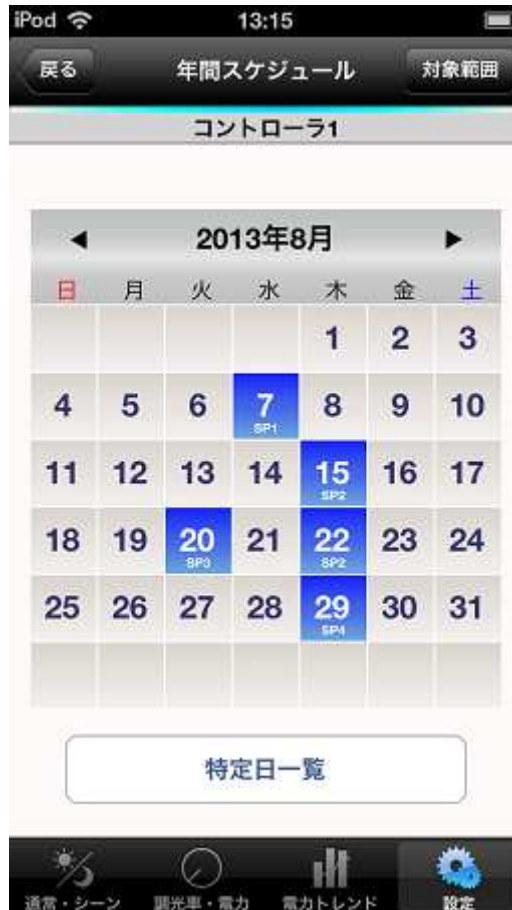 iPod 13:15
戻る 年間スケジュール 対象範囲
コントローラ1
◀ 2013年8月 ▶
日 月 火 水 木 金 土
1 2 3
4 5 6 7 8 9 10
SP1
11 12 13 14 15 16 17
SP2
18 19 20 21 22 23 24
SP3 SP2
25 26 27 28 29 30 31
SP4
特定日一覧
通常・シーン 調光率・電力 電力トレンド 設定